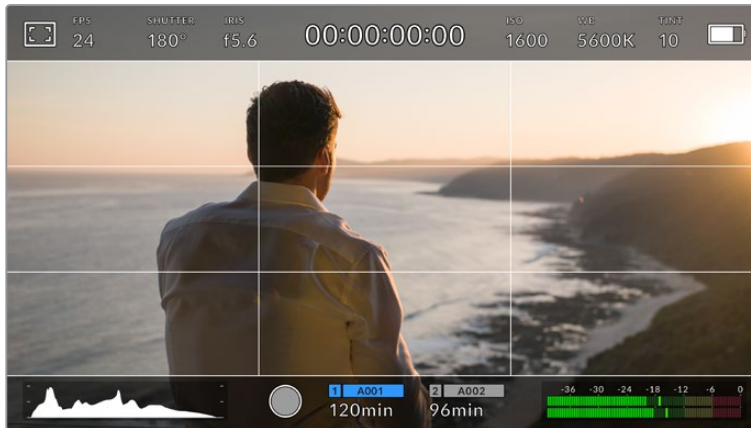 FPS SHUTTER IRIS ISO WB TINT
24 180° f5.6 00:00:00:00 1600 5600K 10
1 A001 2 A002
120min 96min
-36 -30 -24 -18 -12 -6 0